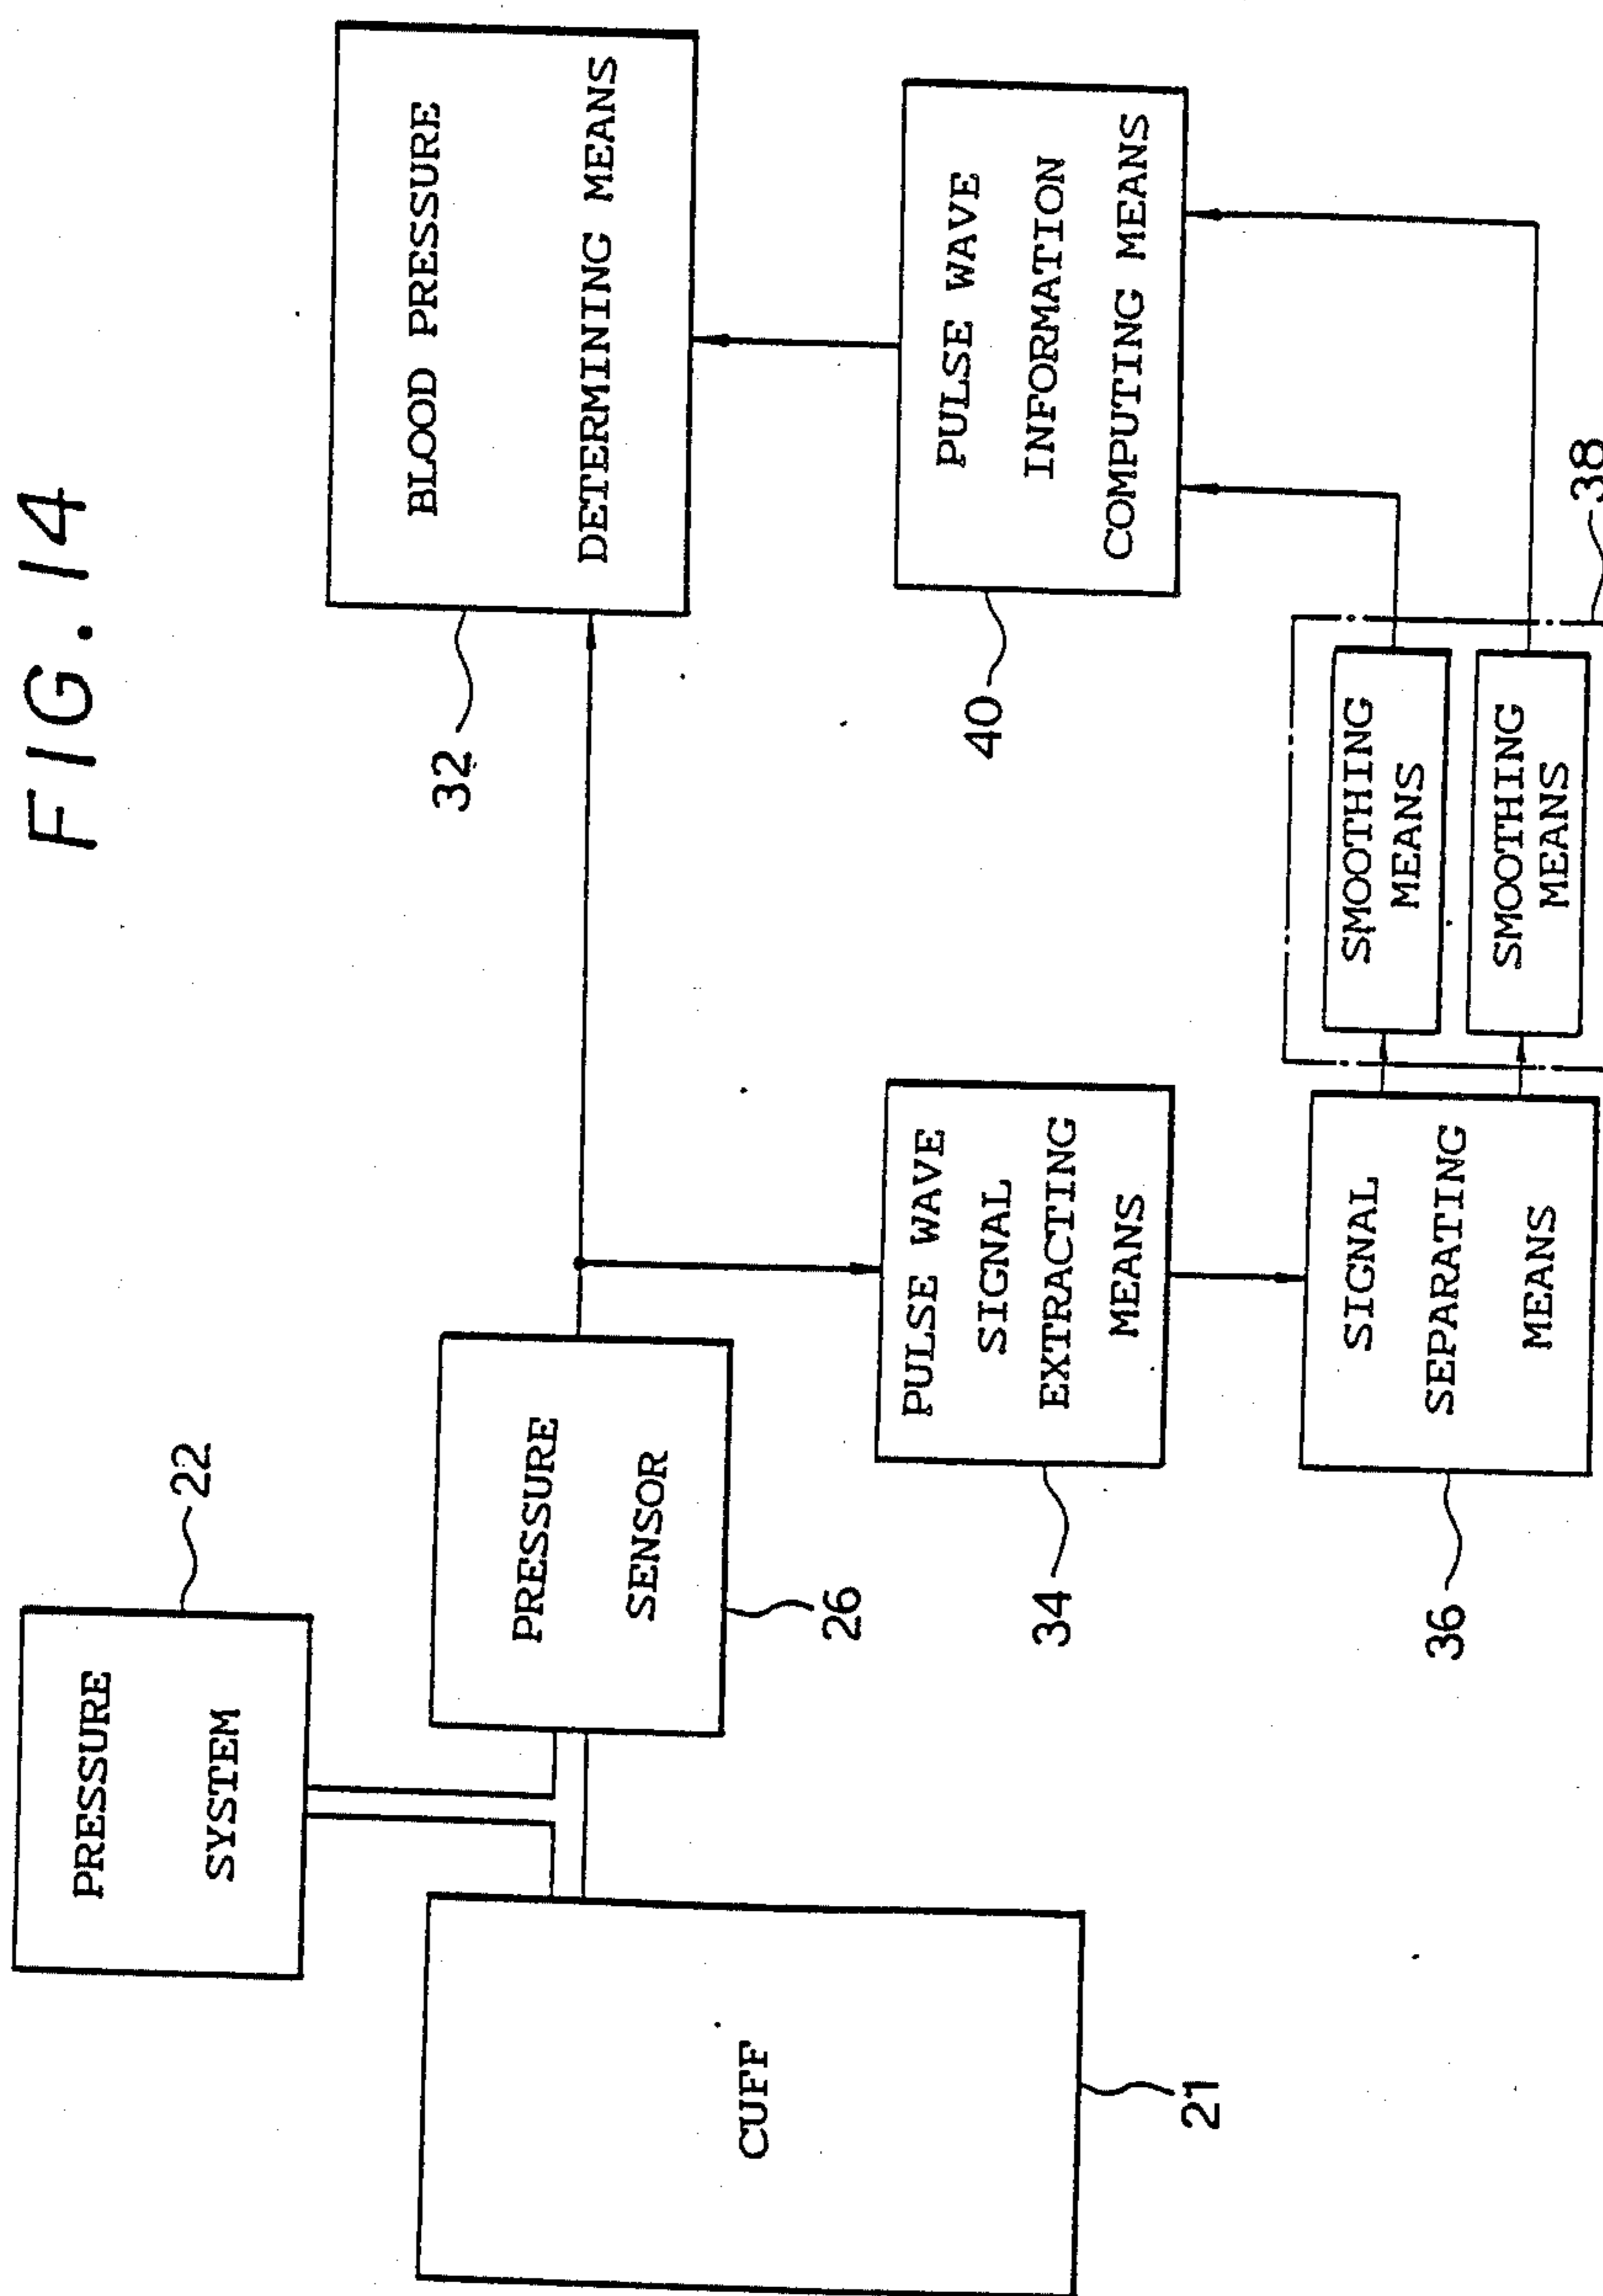 FIG.14
PRESSURE
SYSTEM
22
CUFF
21
PRESSURE
SENSOR
26
BLOOD PRESSURE
DETERMINING MEANS
32
PULSE WAVE
SIGNAL
EXTRACTING
MEANS
34
SIGNAL
SEPARATING
MEANS
36
SMOOTHING
MEANS
SMOOTHING
MEANS
38
PULSE WAVE
INFORMATION
COMPUTING MEANS
40